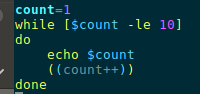 count=1
while [$count -le 10]
do
    echo $count
    ((count++))
done